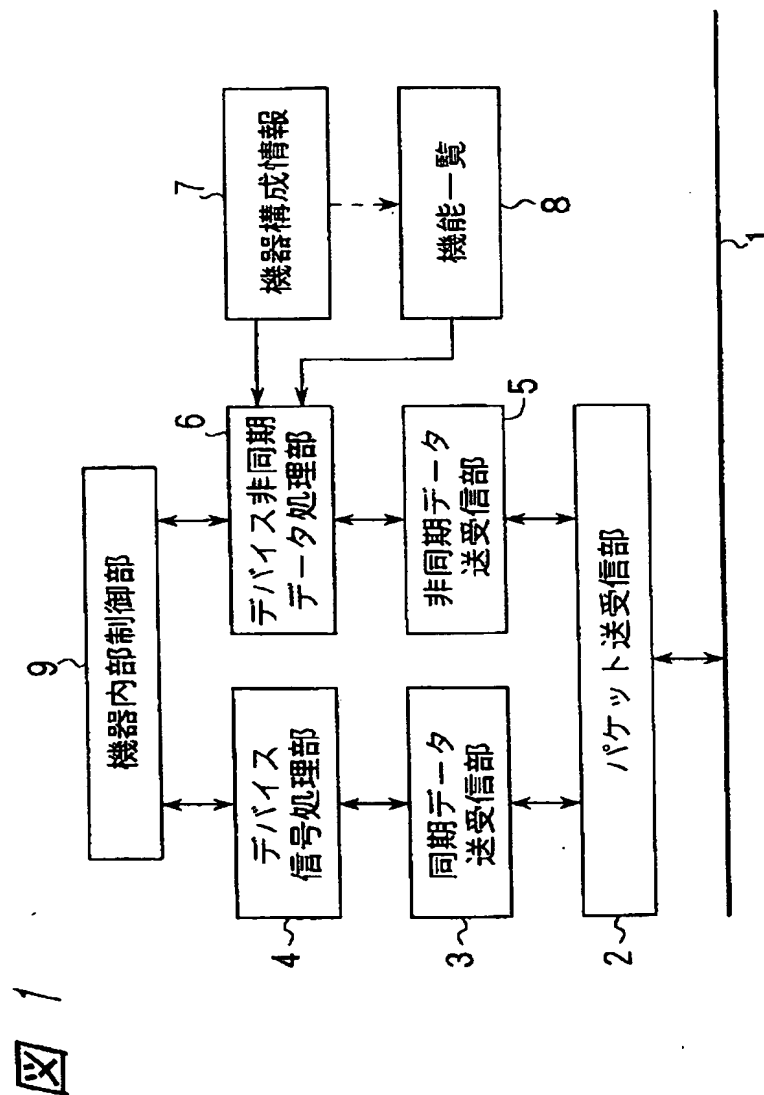 図 1
9
機器内部制御部
4
デバイス
信号処理部
6
デバイス非同期
データ処理部
7
機器構成情報
3
同期データ
送受信部
5
非同期データ
送受信部
8
機能一覧
2
パケット送受信部
1